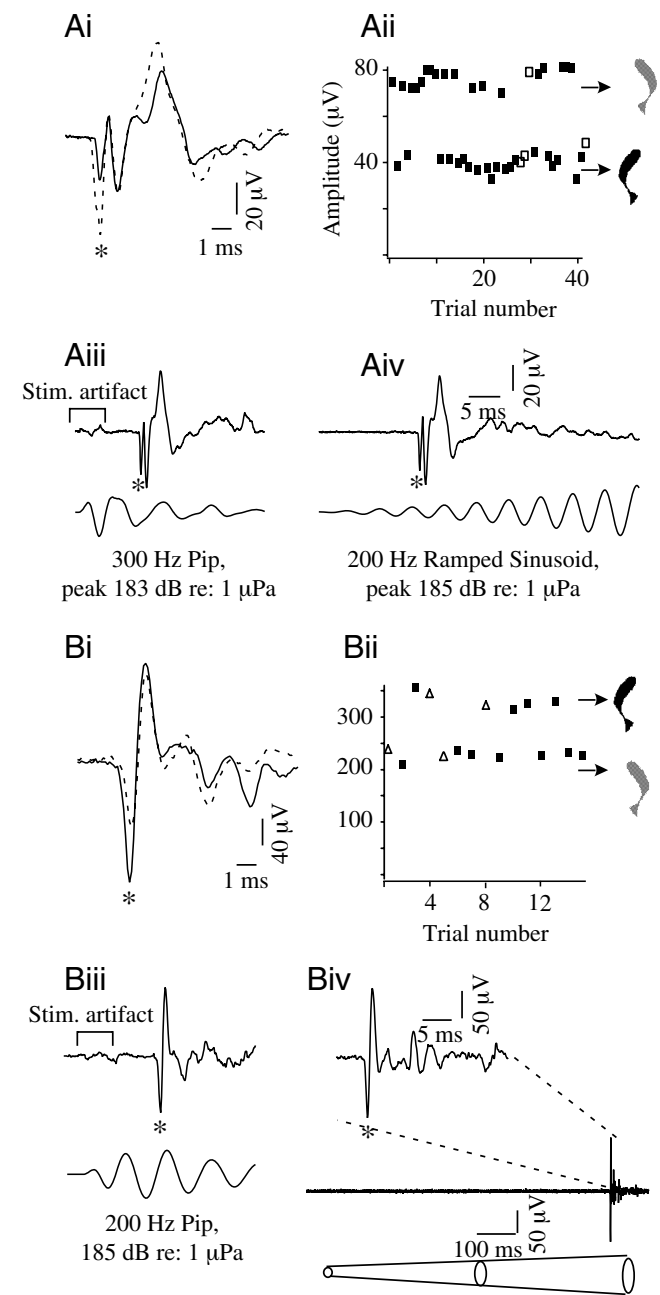 Ai
*
20 μV
1 ms
Aii
Amplitude (μV)
80
40
20
40
Trial number
Aiii
Stim. artifact
*
300 Hz Pip,
peak 183 dB re: 1 μPa
Aiv
5 ms
20 μV
*
200 Hz Ramped Sinusoid,
peak 185 dB re: 1 μPa
Bi
*
40 μV
1 ms
Bii
300
200
100
4
8
12
Trial number
Biii
Stim. artifact
*
200 Hz Pip,
185 dB re: 1 μPa
Biv
5 ms
50 μV
*
100 ms
50 μV